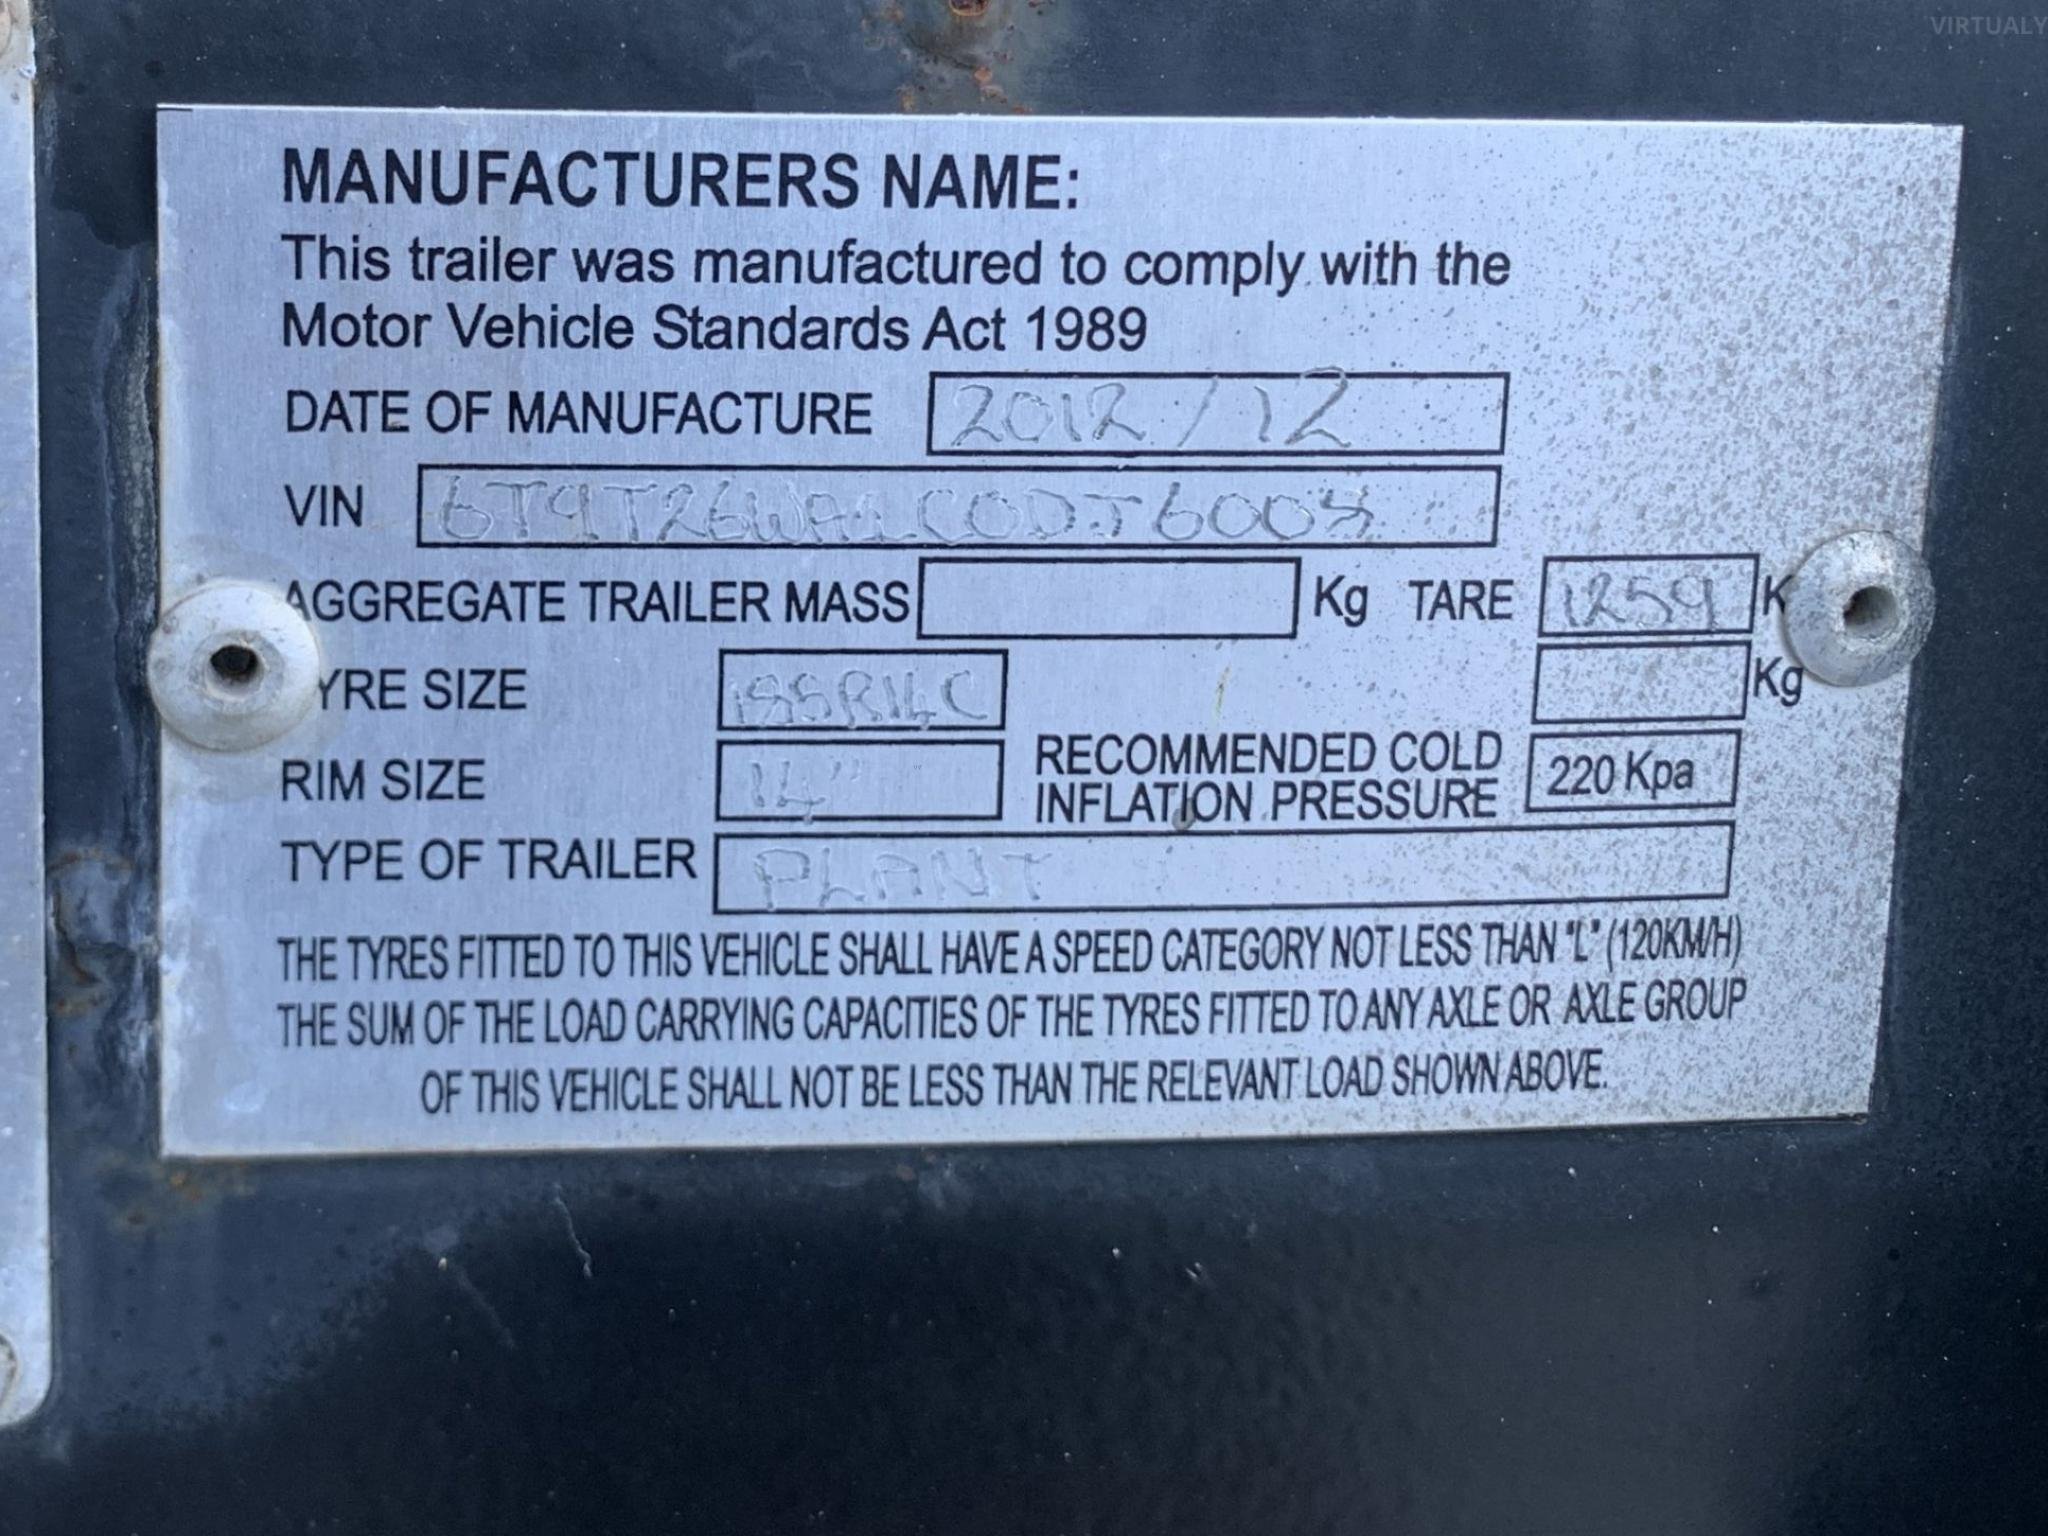 VIRTUALY
MANUFACTURERS NAME:
This trailer was manufactured to comply with the
Motor Vehicle Standards Act 1989
DATE OF MANUFACTURE 2012 / 12
VIN
AGGREGATE TRAILER MASS Kg TARE 1259 K
YRE SIZE Kg
RIM SIZE 14" RECOMMENDED COLD INFLATION PRESSURE 220 Kpa
TYPE OF TRAILER PLANT
THE TYRES FITTED TO THIS VEHICLE SHALL HAVE A SPEED CATEGORY NOT LESS THAN "L" (120KM/H)
THE SUM OF THE LOAD CARRYING CAPACITIES OF THE TYRES FITTED TO ANY AXLE OR AXLE GROUP
OF THIS VEHICLE SHALL NOT BE LESS THAN THE RELEVANT LOAD SHOWN ABOVE.